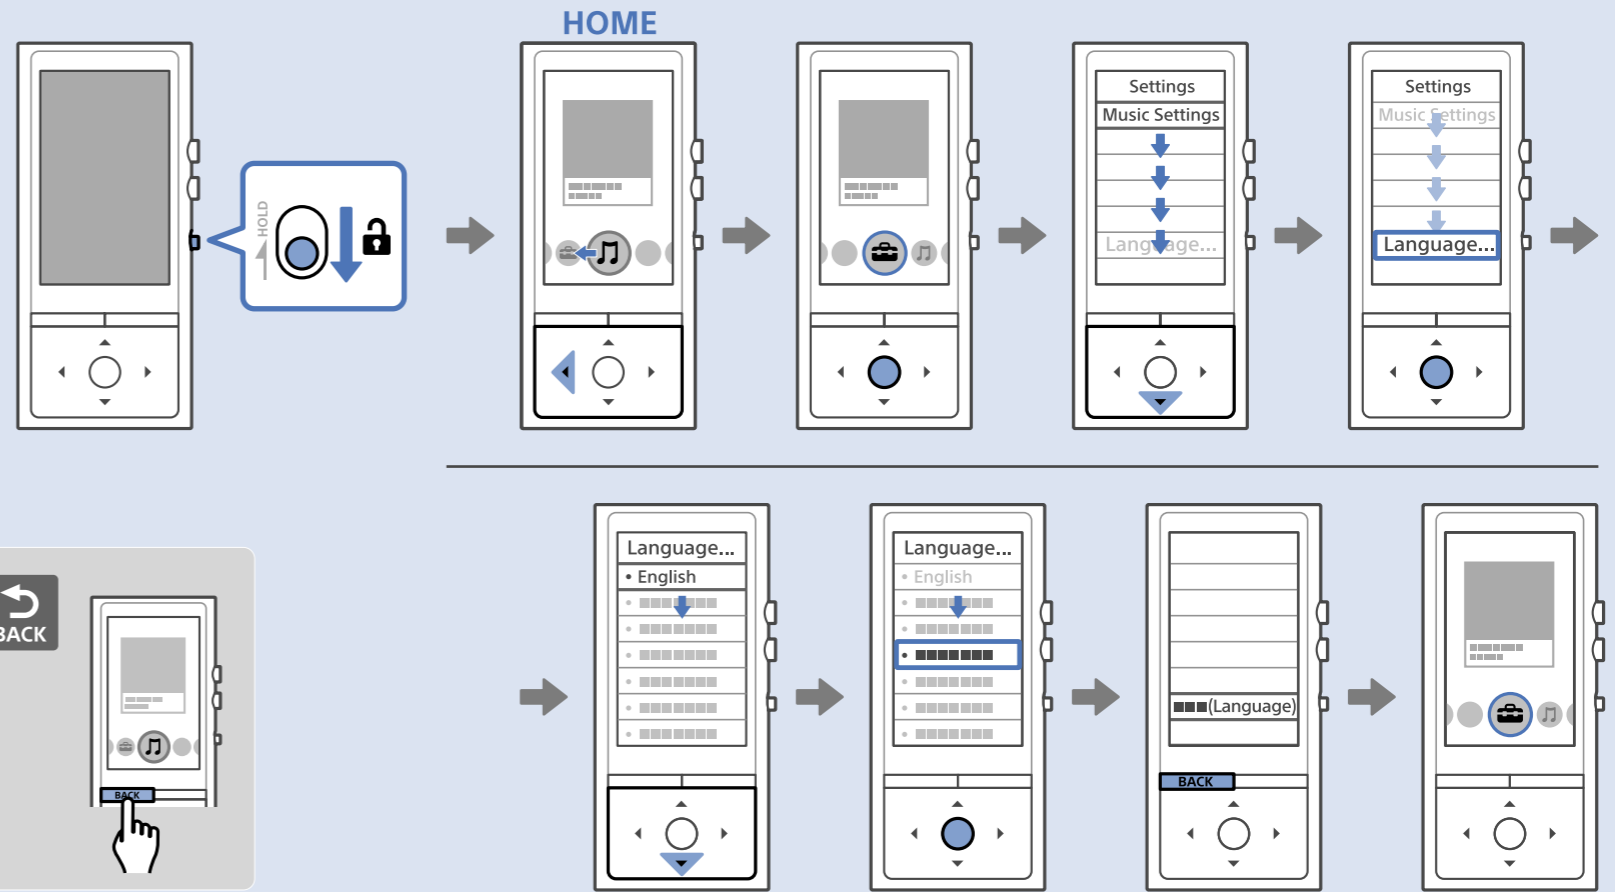 HOME
HOLD
Settings
Music Settings
Language...
Settings
Music Settings
Language...
BACK
BACK
Language...
• English
Language...
• English
(Language)
BACK